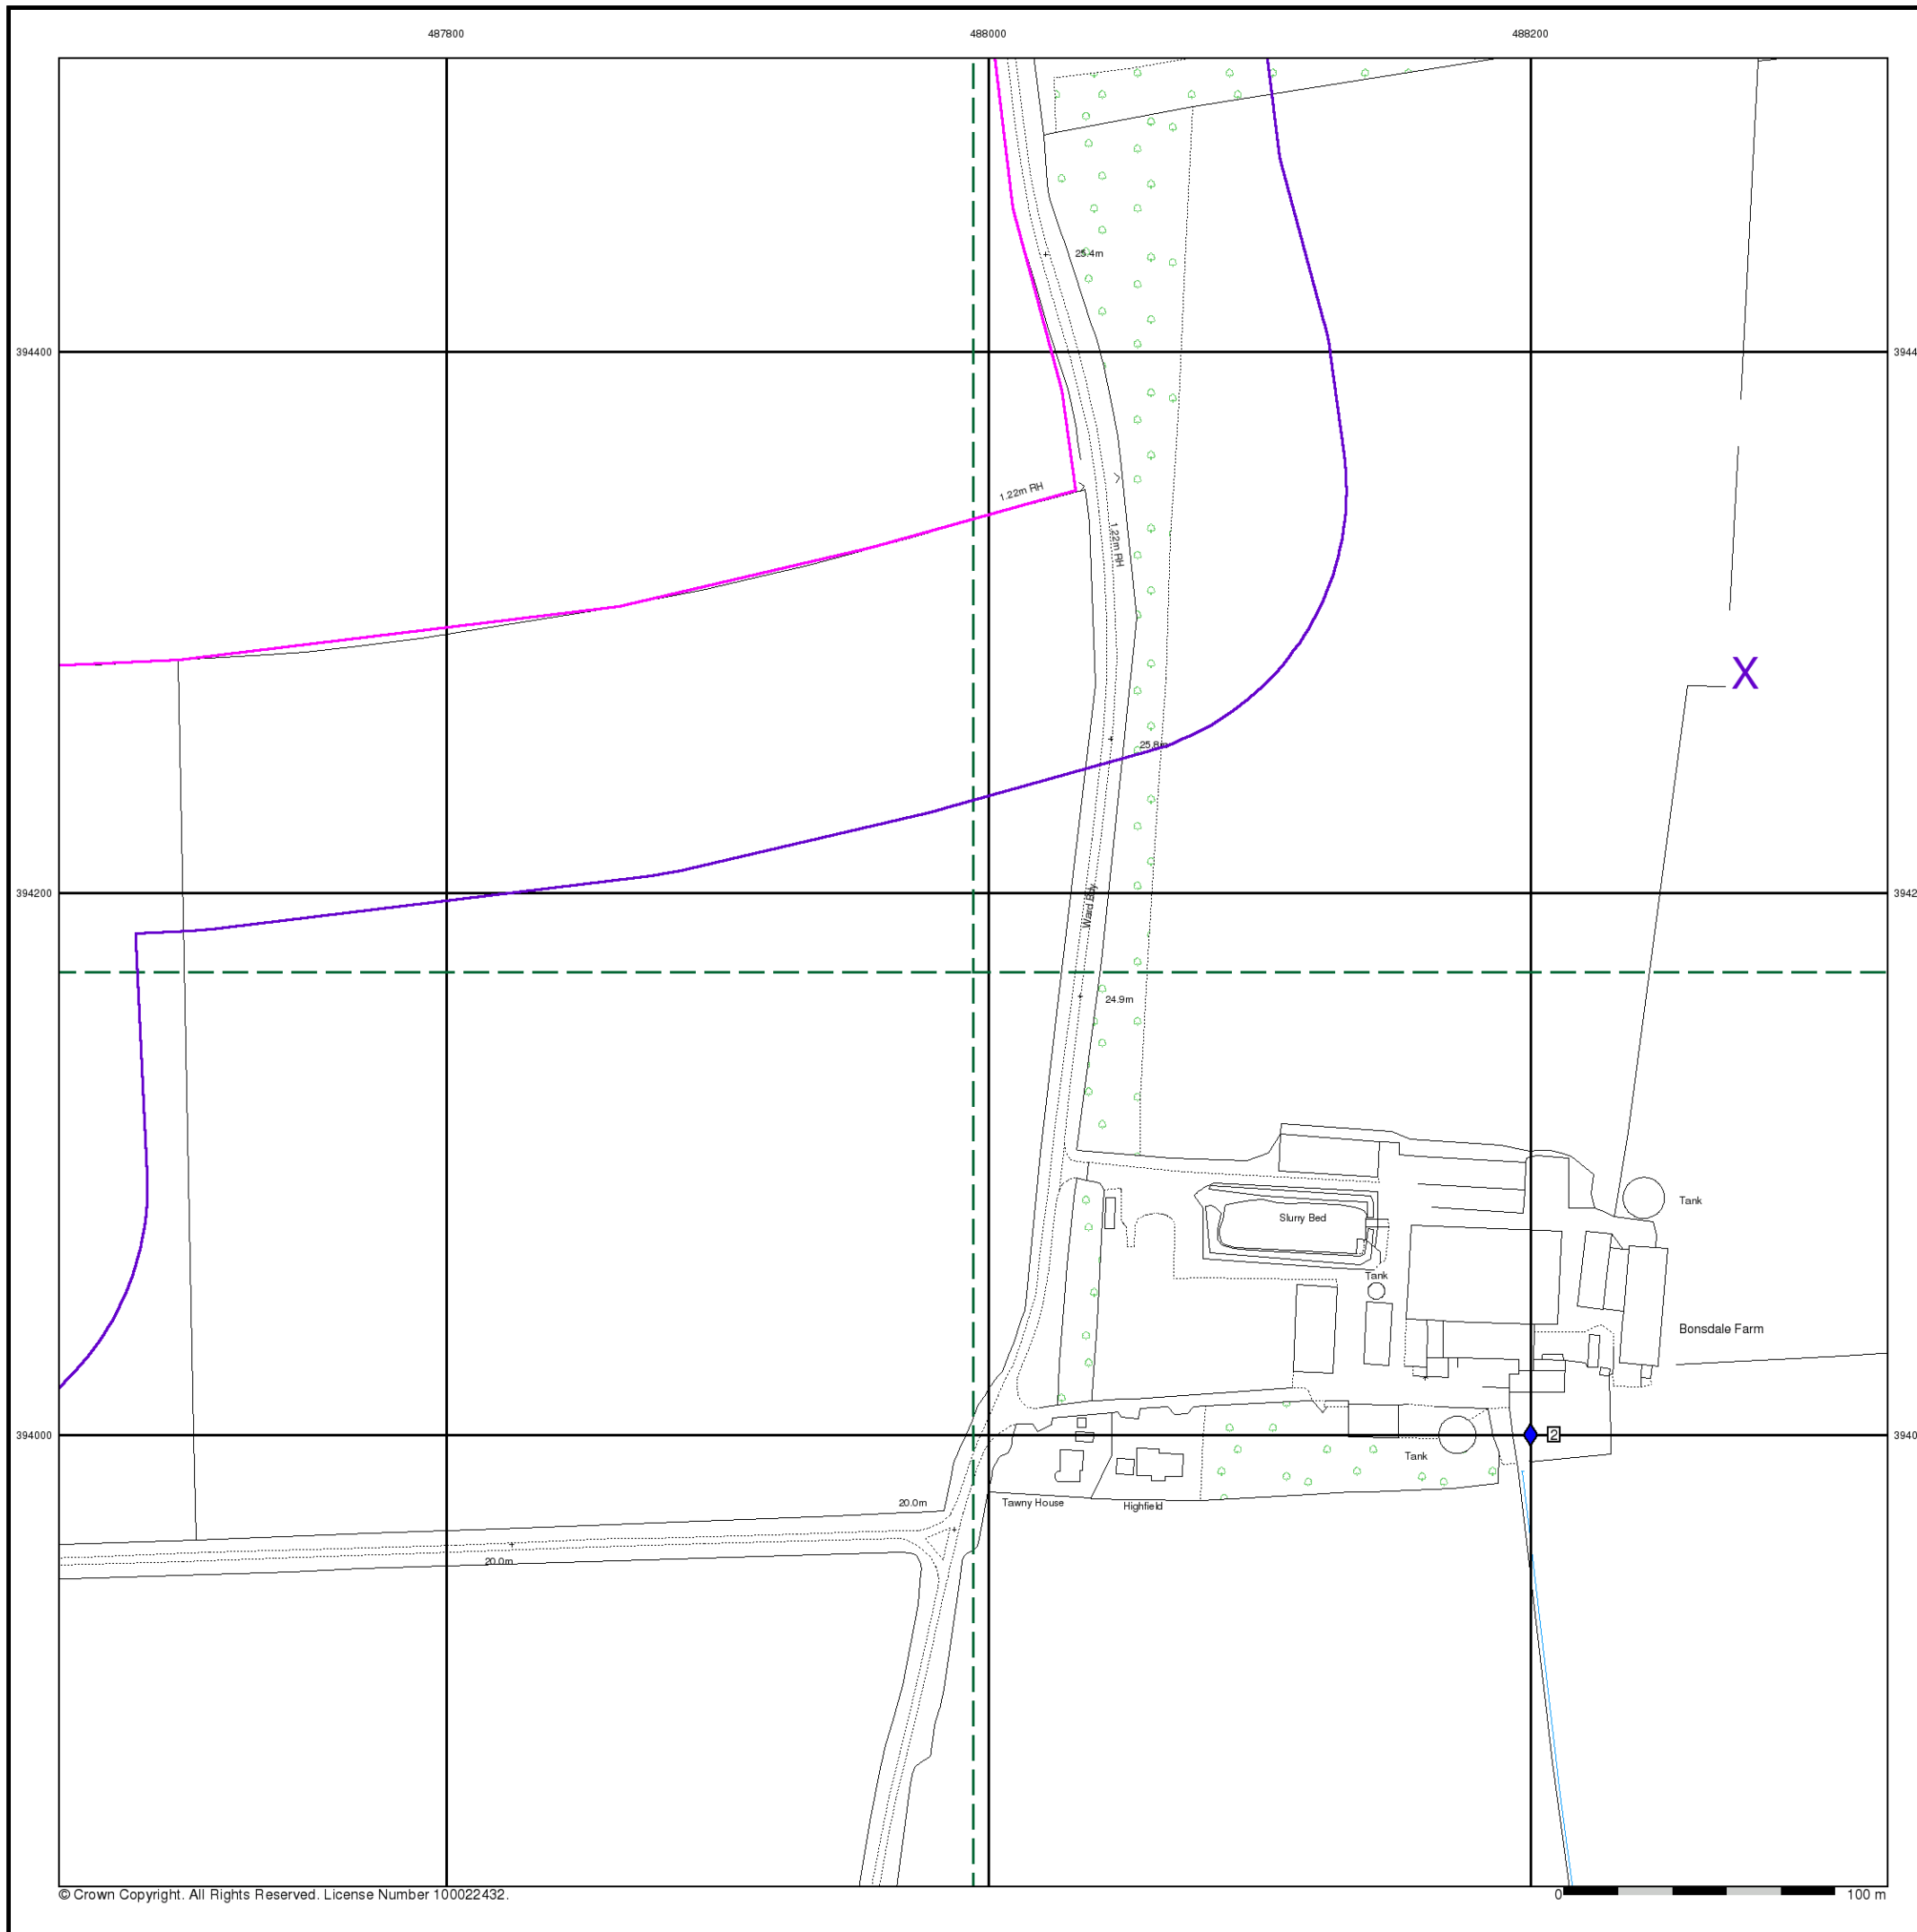 487800
488000
488200
25.4m
394400
3944
1.22m RH
1.22m RH
X
25.8m
394200
3942
Ward Bdy
24.9m
Tank
Slurry Bed
Tank
Bonsdale Farm
394000
2
3940
Tank
20.0m
Tawny House
Highfield
20.0m
© Crown Copyright. All Rights Reserved. License Number 100022432.
0
100 m